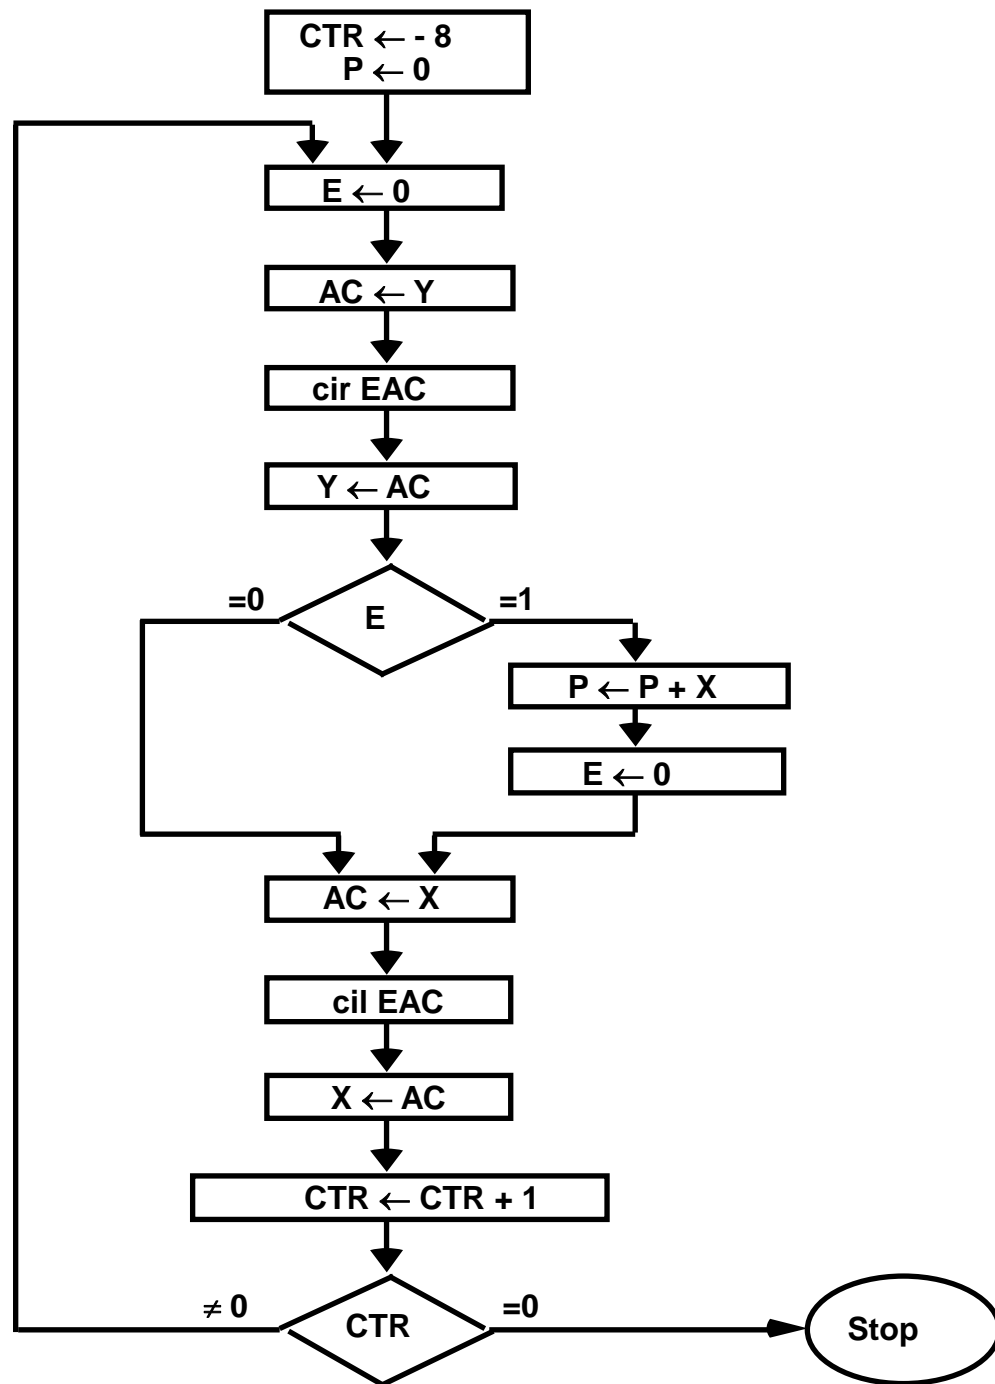 CTR ← - 8
P ← 0
E ← 0
AC ← Y
cir EAC
Y ← AC
=0
E
=1
P ← P + X
E ← 0
AC ← X
cil EAC
X ← AC
CTR ← CTR + 1
≠ 0
CTR
=0
Stop